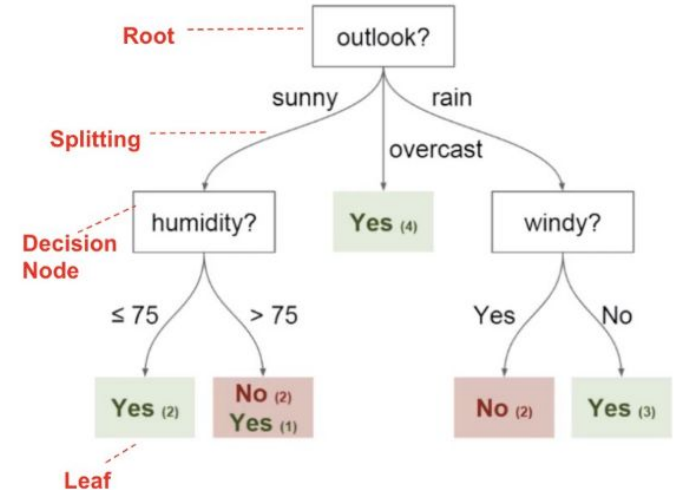 Root
outlook?
sunny
rain
Splitting
overcast
humidity?
Yes (4)
windy?
Decision
Node
≤ 75
> 75
Yes
No
Yes (2)
No (2)
Yes (1)
No (2)
Yes (3)
Leaf